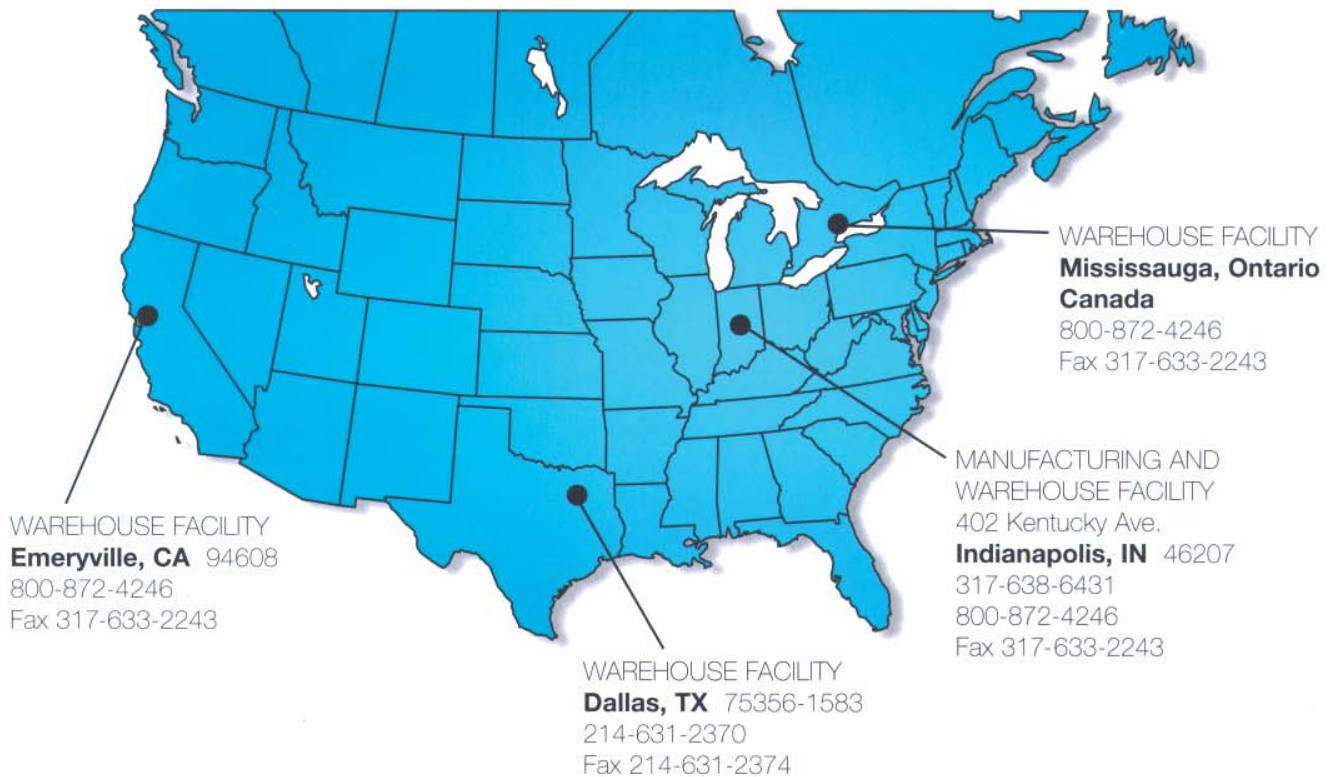 WAREHOUSE FACILITY
Mississauga, Ontario
Canada
800-872-4246
Fax 317-633-2243
MANUFACTURING AND
WAREHOUSE FACILITY
402 Kentucky Ave.
Indianapolis, IN 46207
317-638-6431
800-872-4246
Fax 317-633-2243
WAREHOUSE FACILITY
Emeryville, CA 94608
800-872-4246
Fax 317-633-2243
WAREHOUSE FACILITY
Dallas, TX 75356-1583
214-631-2370
Fax 214-631-2374